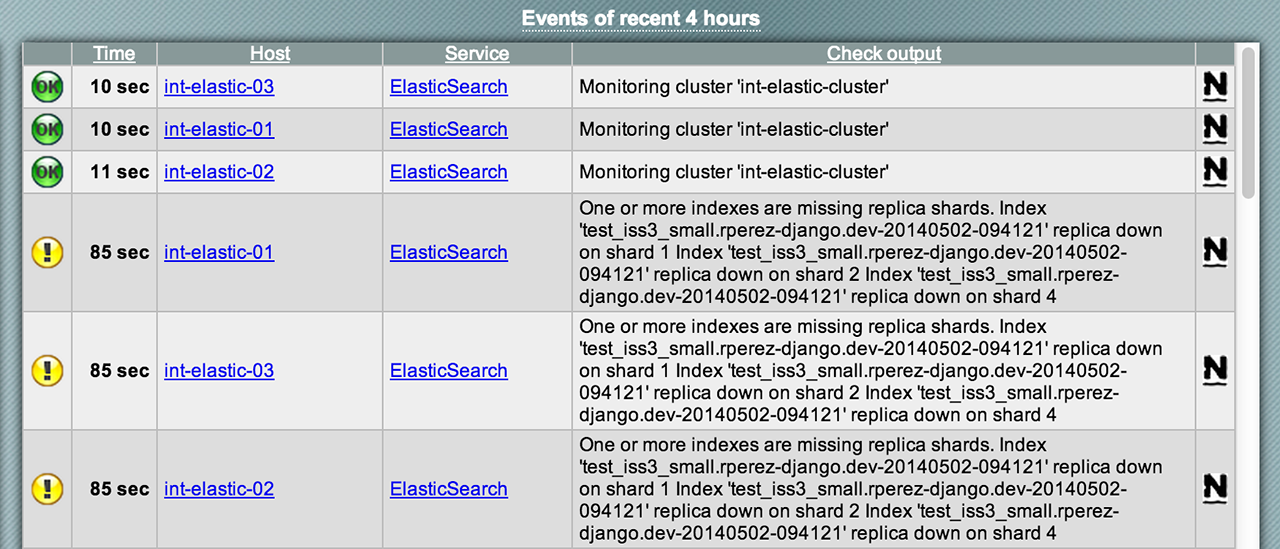 Events of recent 4 hours
Time Host Service Check output
OK 10 sec int-elastic-03 ElasticSearch Monitoring cluster 'int-elastic-cluster' N
OK 10 sec int-elastic-01 ElasticSearch Monitoring cluster 'int-elastic-cluster' N
OK 11 sec int-elastic-02 ElasticSearch Monitoring cluster 'int-elastic-cluster' N
! 85 sec int-elastic-01 ElasticSearch One or more indexes are missing replica shards. Index
'test_iss3_small.rperez-django.dev-20140502-094121' replica down
on shard 1 Index 'test_iss3_small.rperez-django.dev-20140502-
094121' replica down on shard 2 Index 'test_iss3_small.rperez-
django.dev-20140502-094121' replica down on shard 4 N
! 85 sec int-elastic-03 ElasticSearch One or more indexes are missing replica shards. Index
'test_iss3_small.rperez-django.dev-20140502-094121' replica down
on shard 1 Index 'test_iss3_small.rperez-django.dev-20140502-
094121' replica down on shard 2 Index 'test_iss3_small.rperez-
django.dev-20140502-094121' replica down on shard 4 N
! 85 sec int-elastic-02 ElasticSearch One or more indexes are missing replica shards. Index
'test_iss3_small.rperez-django.dev-20140502-094121' replica down
on shard 1 Index 'test_iss3_small.rperez-django.dev-20140502-
094121' replica down on shard 2 Index 'test_iss3_small.rperez-
django.dev-20140502-094121' replica down on shard 4 N